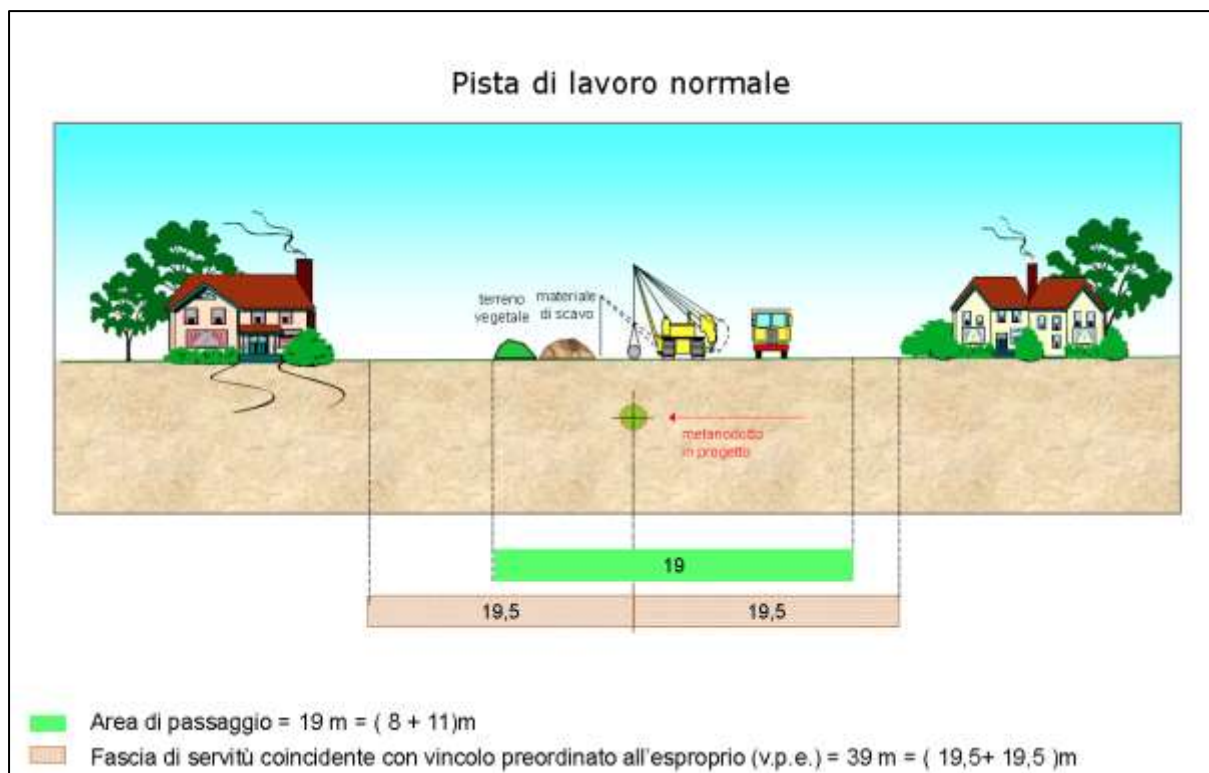 Pista di lavoro normale
terreno
vegetale
materiale
di scavo
metanodotto
in progetto
19
19,5
19,5
Area di passaggio = 19 m = ( 8 + 11)m
Fascia di servitù coincidente con vincolo preordinato all'esproprio (v.p.e.) = 39 m = ( 19,5+ 19,5 )m